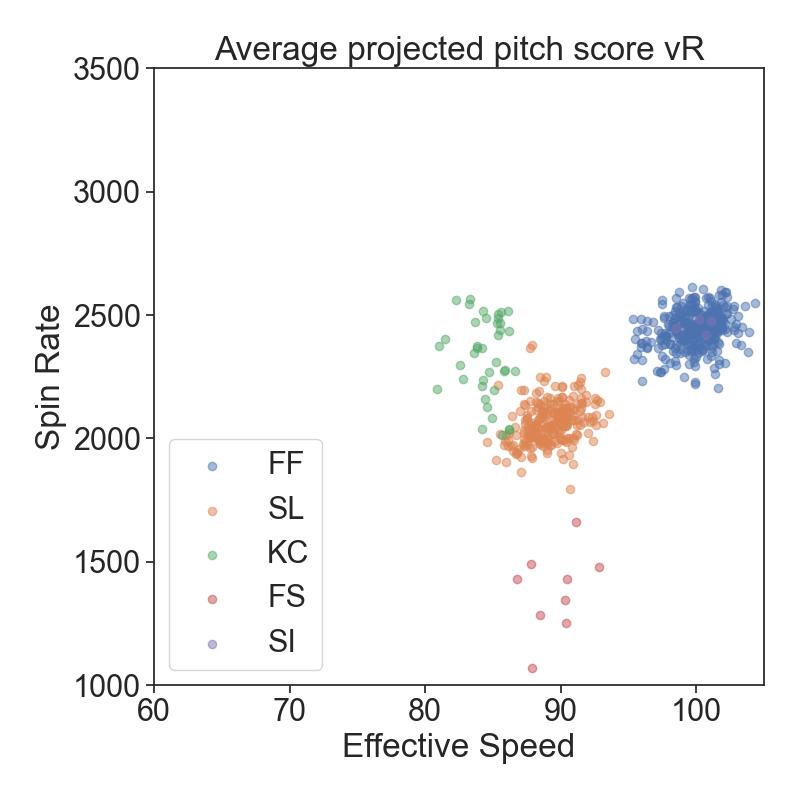 Average projected pitch score vR
3500
3000
2500
2000
1500
1000
Spin Rate
FF
SL
KC
FS
SI
60 70 80 90 100
Effective Speed